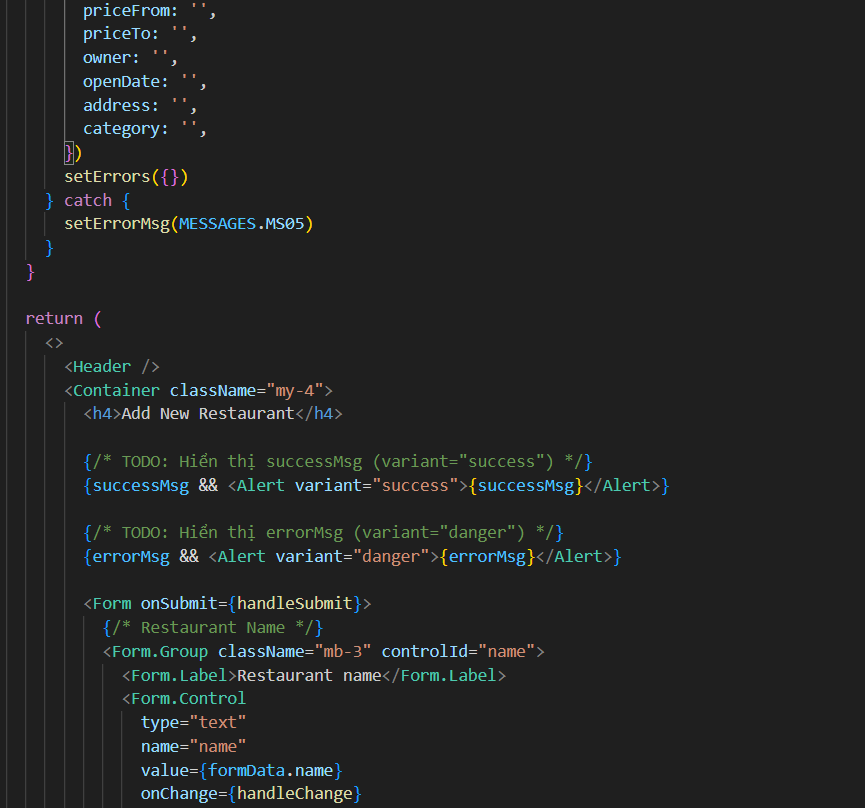 priceFrom: '',
priceTo: '',
owner: '',
openDate: '',
address: '',
category: '',
})
setErrors({})
} catch {
setErrorMsg(MESSAGES.MS05)
}
}
return (
<>
<Header />
<Container className="my-4">
<h4>Add New Restaurant</h4>
{/* TODO: Hiển thị successMsg (variant="success") */}
{successMsg && <Alert variant="success">{successMsg}</Alert>}
{/* TODO: Hiển thị errorMsg (variant="danger") */}
{errorMsg && <Alert variant="danger">{errorMsg}</Alert>}
<Form onSubmit={handleSubmit}>
{/* Restaurant Name */}
<Form.Group className="mb-3" controlId="name">
<Form.Label>Restaurant name</Form.Label>
<Form.Control
type="text"
name="name"
value={formData.name}
onChange={handleChange}